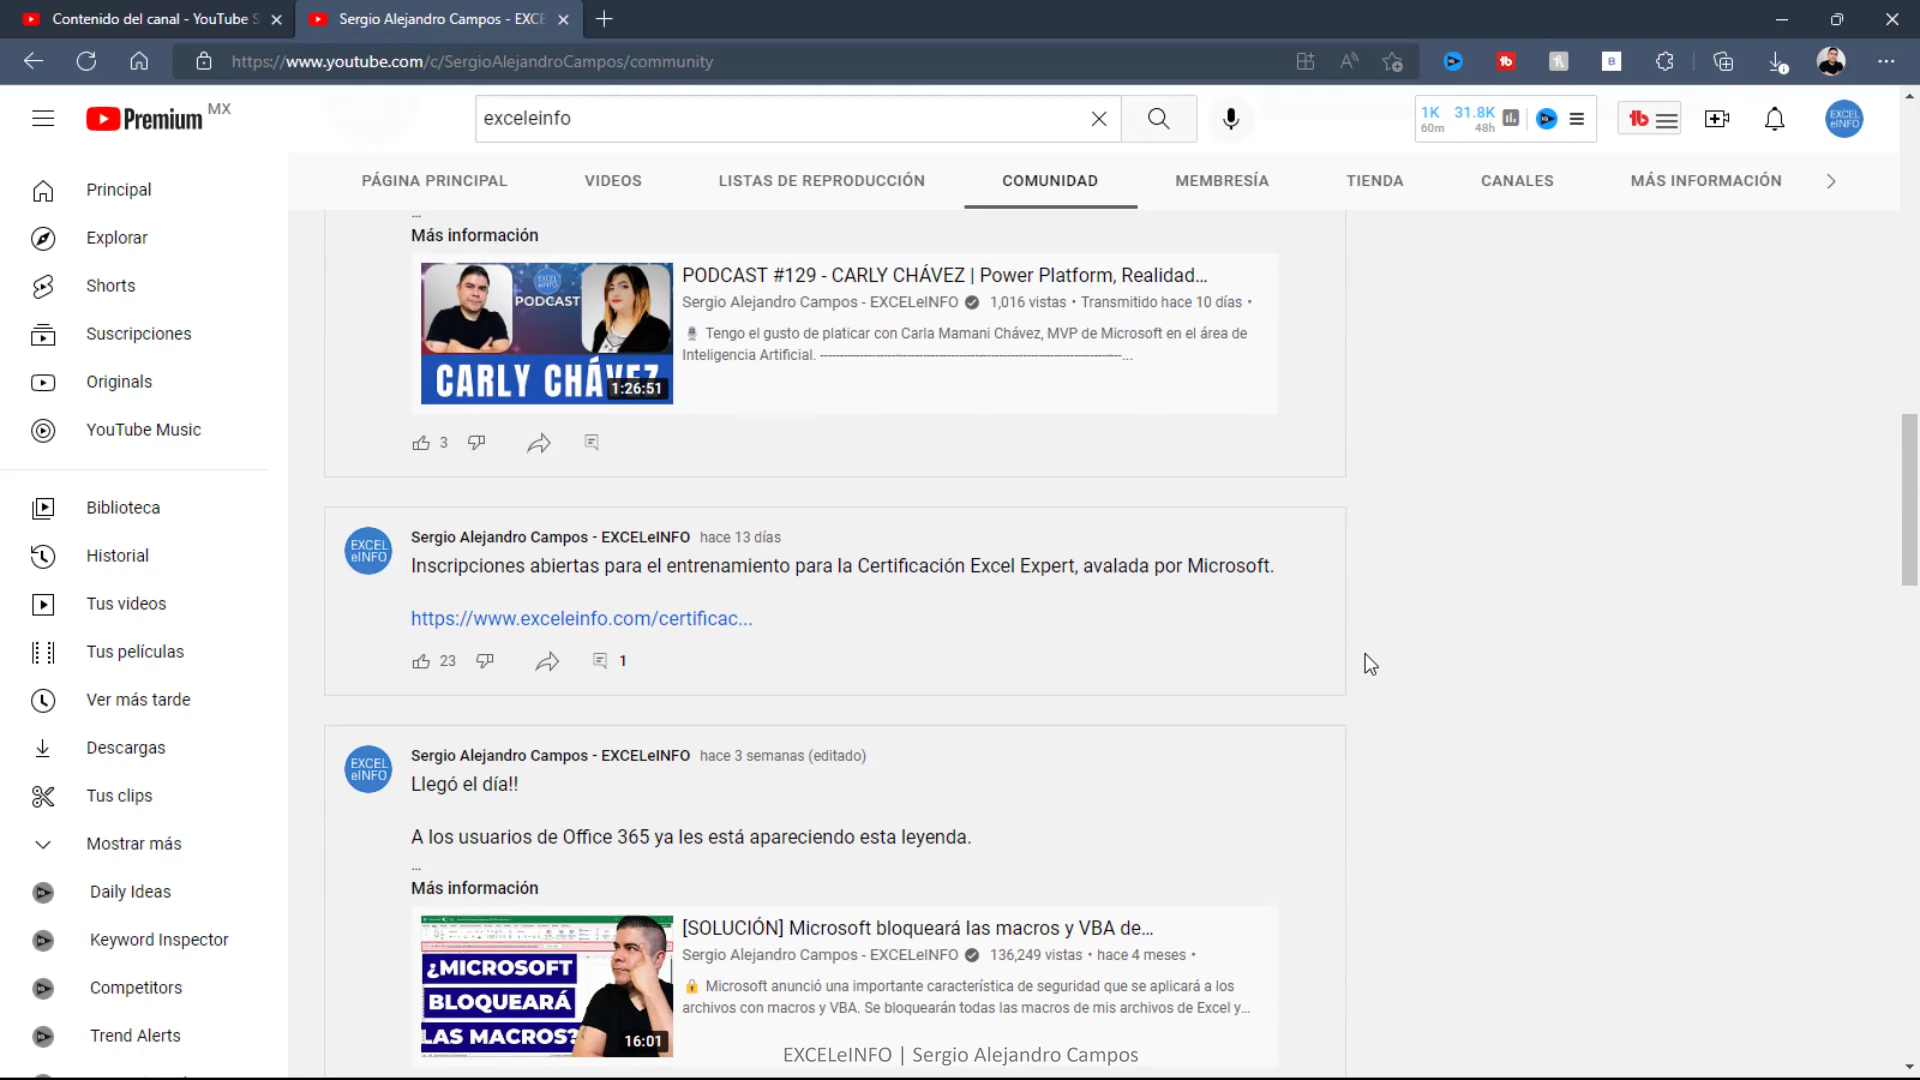 Contenido del canal - YouTube S
Sergio Alejandro Campos - EXCE
https://www.youtube.com/c/SergioAlejandroCampos/community
Premium MX
exceleinfo
1K 31.8K
60m 48h
EXCEL
eINFO
PÁGINA PRINCIPAL VIDEOS LISTAS DE REPRODUCCIÓN COMUNIDAD MEMBRESÍA TIENDA CANALES MÁS INFORMACIÓN
Principal
Explorar
Shorts
Suscripciones
Originals
YouTube Music
Biblioteca
Historial
Tus videos
Tus películas
Ver más tarde
Descargas
Tus clips
Mostrar más
Daily Ideas
Keyword Inspector
Competitors
Trend Alerts
...
Más información
EXCEL
eINFO
PODCAST
CARLY CHÁVEZ
1:26:51
PODCAST #129 - CARLY CHÁVEZ | Power Platform, Realidad...
Sergio Alejandro Campos - EXCELeINFO 1,016 vistas • Transmitido hace 10 días •
Tengo el gusto de platicar con Carla Mamani Chávez, MVP de Microsoft en el área de
Inteligencia Artificial. ----------------------------------------------------------------------...
3
EXCEL
eINFO
Sergio Alejandro Campos - EXCELeINFO hace 13 días
Inscripciones abiertas para el entrenamiento para la Certificación Excel Expert, avalada por Microsoft.
https://www.exceleinfo.com/certificac...
23 1
EXCEL
eINFO
Sergio Alejandro Campos - EXCELeINFO hace 3 semanas (editado)
Llegó el día!!
A los usuarios de Office 365 ya les está apareciendo esta leyenda.
...
Más información
¿MICROSOFT
BLOQUEARÁ
LAS MACROS?
16:01
[SOLUCIÓN] Microsoft bloqueará las macros y VBA de...
Sergio Alejandro Campos - EXCELeINFO 136,249 vistas • hace 4 meses •
Microsoft anunció una importante característica de seguridad que se aplicará a los
archivos con macros y VBA. Se bloquearán todas las macros de mis archivos de Excel y...
EXCELeINFO | Sergio Alejandro Campos